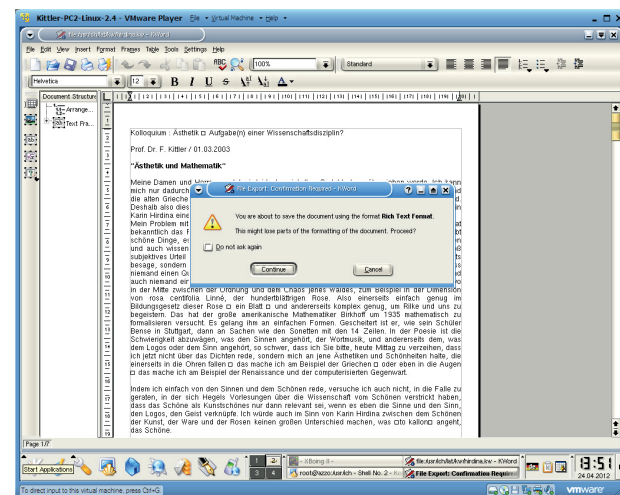 Kittler-PC2-Linux-2.4 - VMware Player File Virtual Machine Help
File Edit View Insert Format Frames Table Tools Settings Help
100% Standard
Helvetica 12 B I U S A
Document Structure
Arrange...
Text Fra...
Kolloquium : Ästhetik □ Aufgabe(n) einer Wissenschaftsdisziplin?
Prof. Dr. F. Kittler / 01.03.2003
"Ästhetik und Mathematik"
Meine Damen und
mich nur dadurch
die alten Grieche
Deshalb also dies
Karin Hirdina eine
Mein Problem mit
bekanntlich das
schöne Dinge, es
und auch wissen
subjektives Urteil
besage, sondern
niemand einen
auch niemand
File Export: Confirmation Required - KWord
You are about to save the document using the format Rich Text Format.
This might lose parts of the formatting of the document. Proceed?
Do not ask again
Continue Cancel
in der Mitte zwischen der Ordnung und dem Chaos jenes Waldes, zum Beispiel in der Dimension
von rosa centifolia Linné, der hundertblättrigen Rose. Also einerseits einfach genug im
Bildungsgesetz dieser Rose □ ein Blatt □ und andererseits komplex genug, um Rilke und uns zu
begeistern. Das hat der große amerikanische Mathematiker Birkhoff um 1935 mathematisch zu
formalisieren versucht. Es gelang ihm an einfachen Formen. Gescheitert ist er, wie sein Schüler
Bense in Stuttgart, dann an Sachen wie den Sonetten mit den 14 Zeilen. In der Poesie ist die
Schwierigkeit abzuwägen, was den Sinnen angehört, der Wortmusik, und andererseits dem, was
dem Logos oder dem Sinn angehört, so schwer, dass ich Sie bitte, heute Mittag zu verzeihen, dass
ich jetzt nicht über das Dichten rede, sondern mich an jene Ästhetiken und Schönheiten halte, die
einerseits in die Ohren fallen □ das mache ich am Beispiel der Griechen □ oder eben in die Augen
□ das mache ich am Beispiel der Renaissance und der computerisierten Gegenwart.
Indem ich einfach von den Sinnen und dem Schönen rede, versuche ich auch nicht, in die Falle zu
geraten, in der sich Hegels Vorlesungen über die Wissenschaft vom Schönen verstrickt haben,
dass das Schöne als Kunstschönes nur dann relevant sei, wenn es eben die Sinne und den Sinn,
den Logos, den Geist verknüpfe. Ich würde auch im Sinn von Karin Hirdina zwischen dem Schönen
der Kunst, der Ware und der Rosen keinen großen Unterschied machen, was □to kallon□ angeht,
das Schöne.
Page 1/7
Start Applications
1 2 3 4
XBoing II
root@azzo:/usr/ich - Shell No. 2 -
File Export: Confirmation Required
13:51
24.04.2012
To direct input to this virtual machine, press Ctrl+G.
vmware